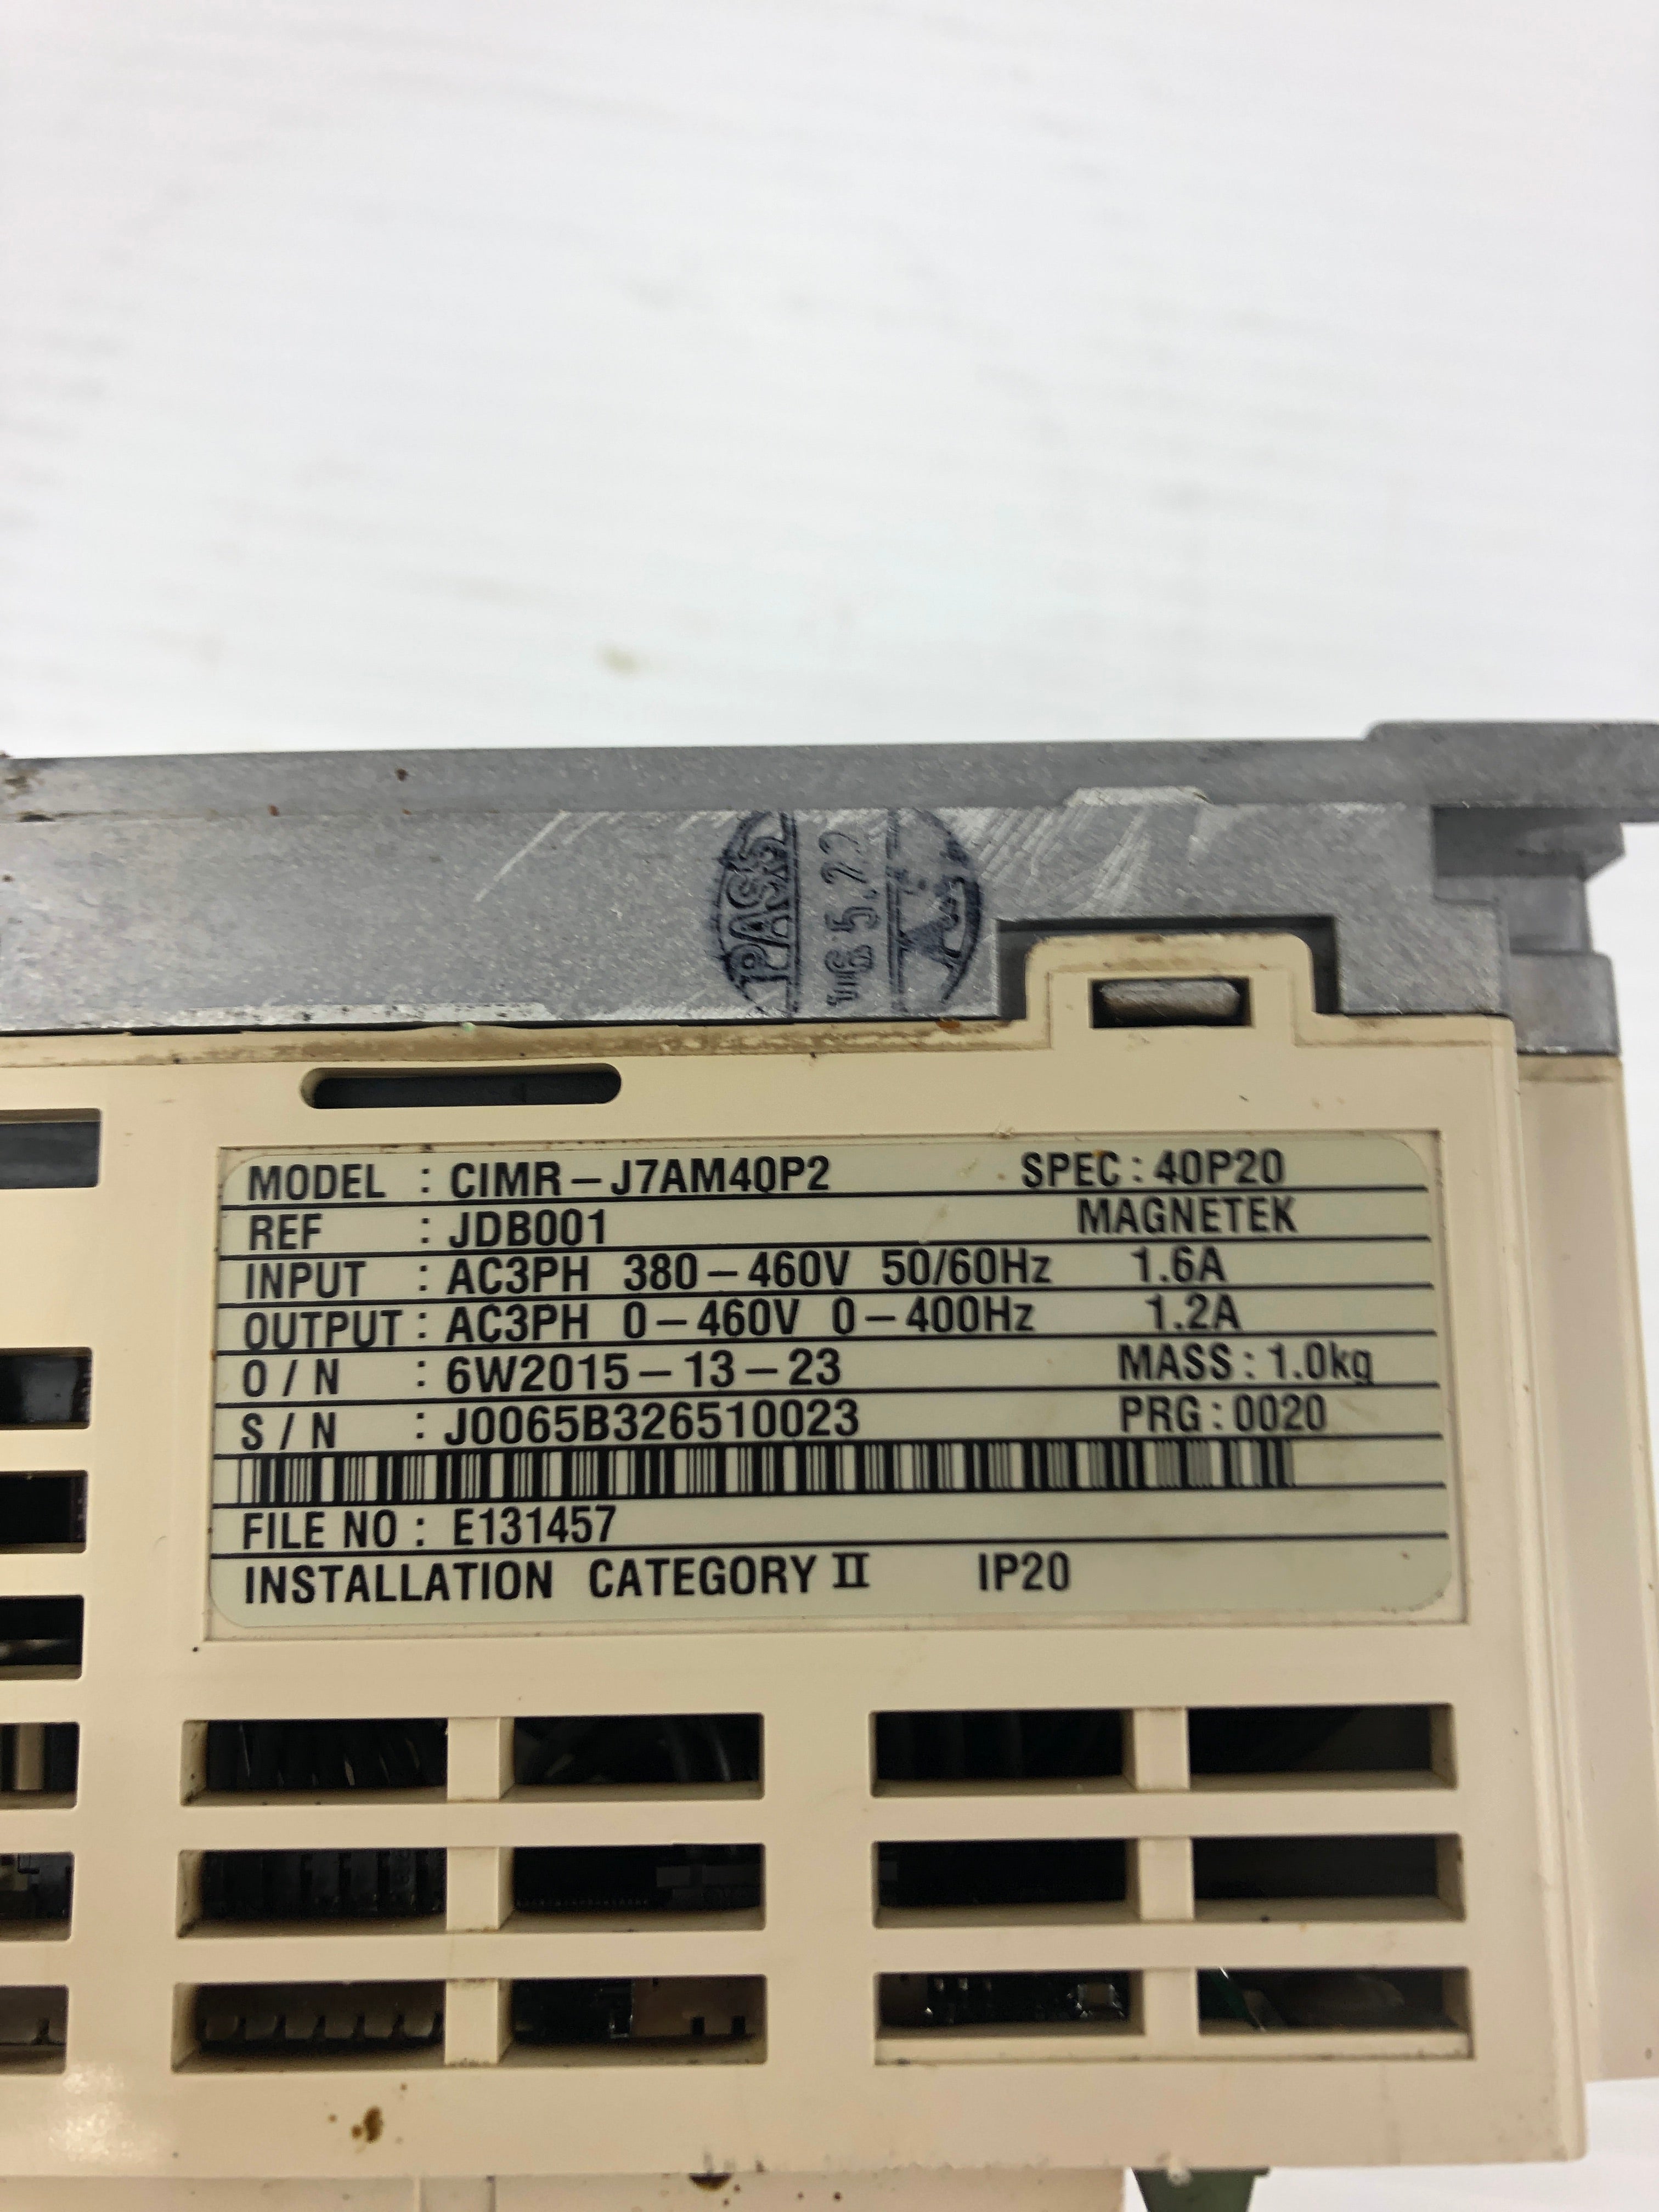 PASS
MODEL : CIMR-J7AM40P2 SPEC: 40P20
REF : JDB001 MAGNETEK
INPUT : AC3PH 380-460V 50/60Hz 1.6A
OUTPUT : AC3PH 0-460V 0-400Hz 1.2A
O/N : 6W2015-13-23 MASS: 1.0kg
S/N : J0065B326510023 PRG: 0020
FILE NO : E131457
INSTALLATION CATEGORY II IP20